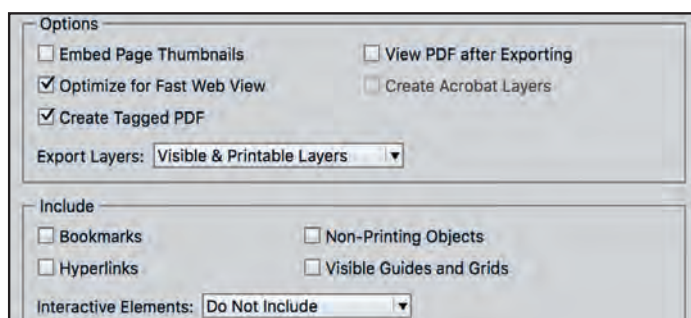 Options
Embed Page Thumbnails View PDF after Exporting
Optimize for Fast Web View Create Acrobat Layers
Create Tagged PDF
Export Layers: Visible & Printable Layers
Include
Bookmarks Non-Printing Objects
Hyperlinks Visible Guides and Grids
Interactive Elements: Do Not Include